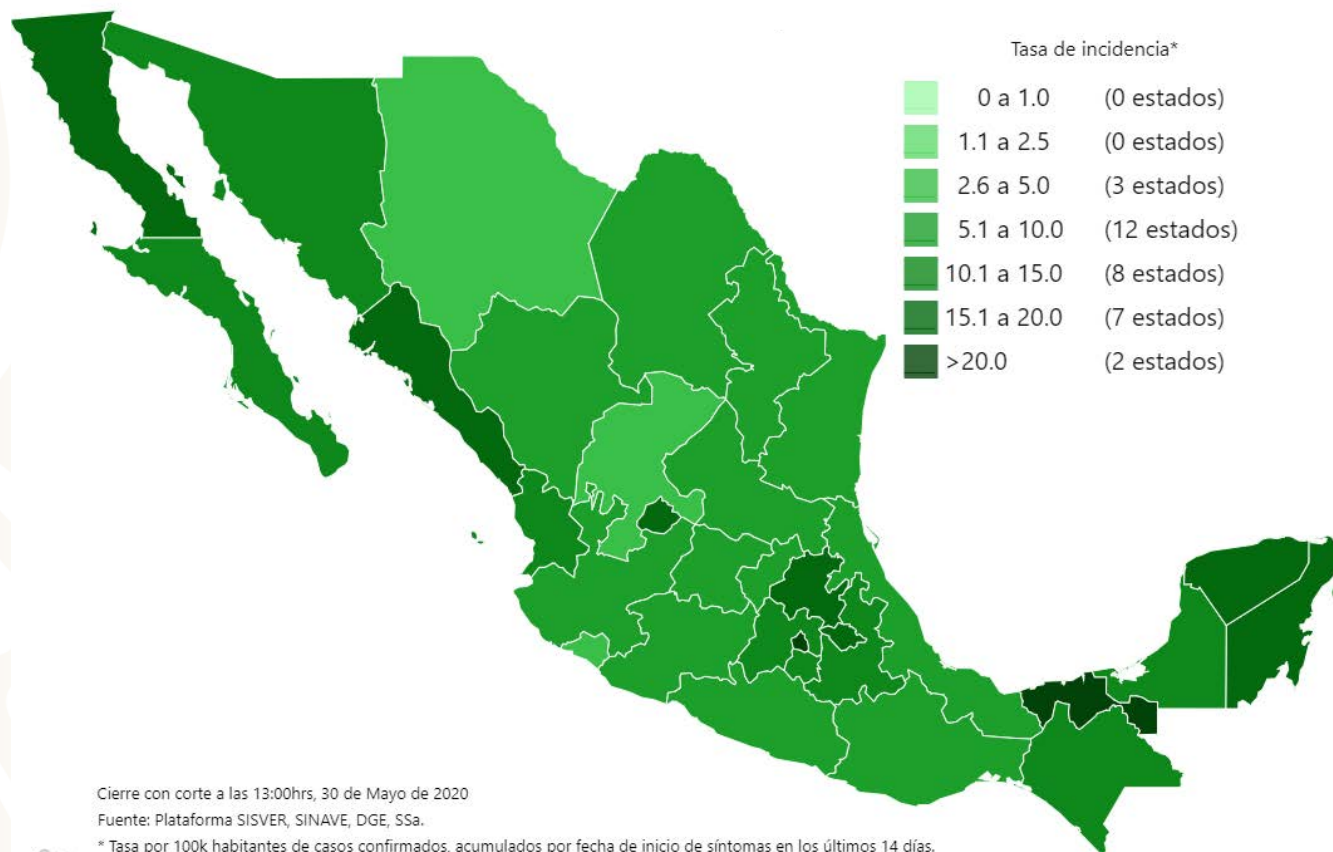 Tasa de incidencia*
0 a 1.0 (0 estados)
1.1 a 2.5 (0 estados)
2.6 a 5.0 (3 estados)
5.1 a 10.0 (12 estados)
10.1 a 15.0 (8 estados)
15.1 a 20.0 (7 estados)
>20.0 (2 estados)
Cierre con corte a las 13:00hrs, 30 de Mayo de 2020
Fuente: Plataforma SISVER, SINAVE, DGE, SSa.
* Tasa por 100k habitantes de casos confirmados, acumulados por fecha de inicio de síntomas en los últimos 14 días.